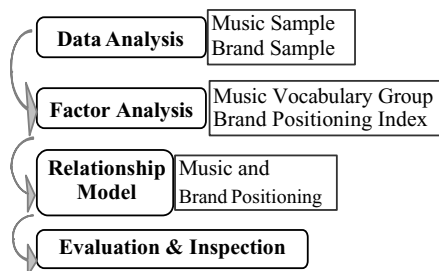 Data Analysis
Music Sample
Brand Sample
Factor Analysis
Music Vocabulary Group
Brand Positioning Index
Relationship
Model
Music and
Brand Positioning
Evaluation & Inspection